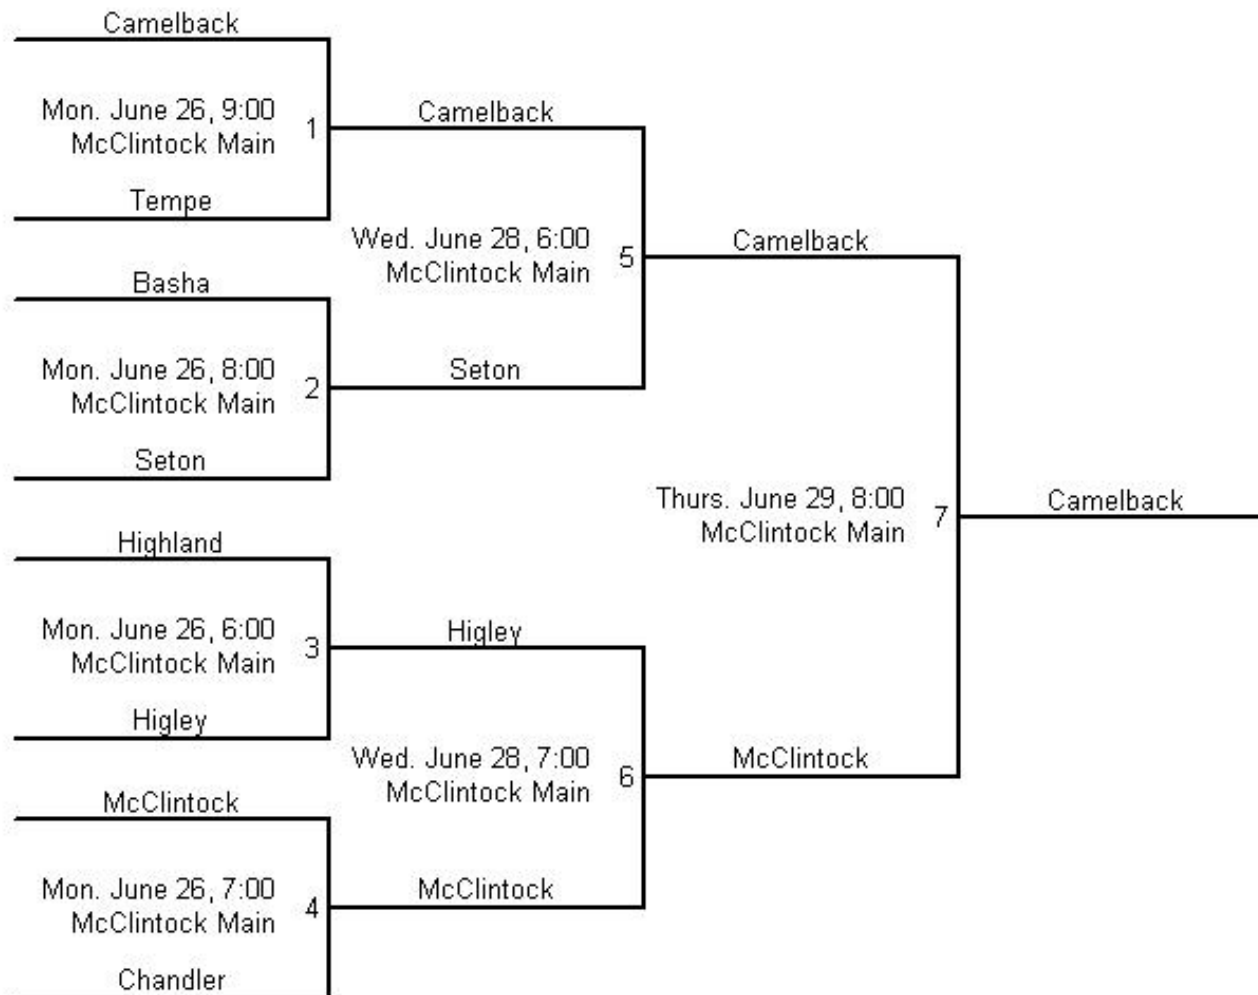 Camelback
Mon. June 26, 9:00
McClintock Main
1
Tempe
Camelback
Basha
Mon. June 26, 8:00
McClintock Main
2
Seton
Seton
Wed. June 28, 6:00
McClintock Main
5
Camelback
Highland
Mon. June 26, 6:00
McClintock Main
3
Higley
Higley
McClintock
Mon. June 26, 7:00
McClintock Main
4
Chandler
McClintock
Wed. June 28, 7:00
McClintock Main
6
McClintock
Thurs. June 29, 8:00
McClintock Main
7
Camelback